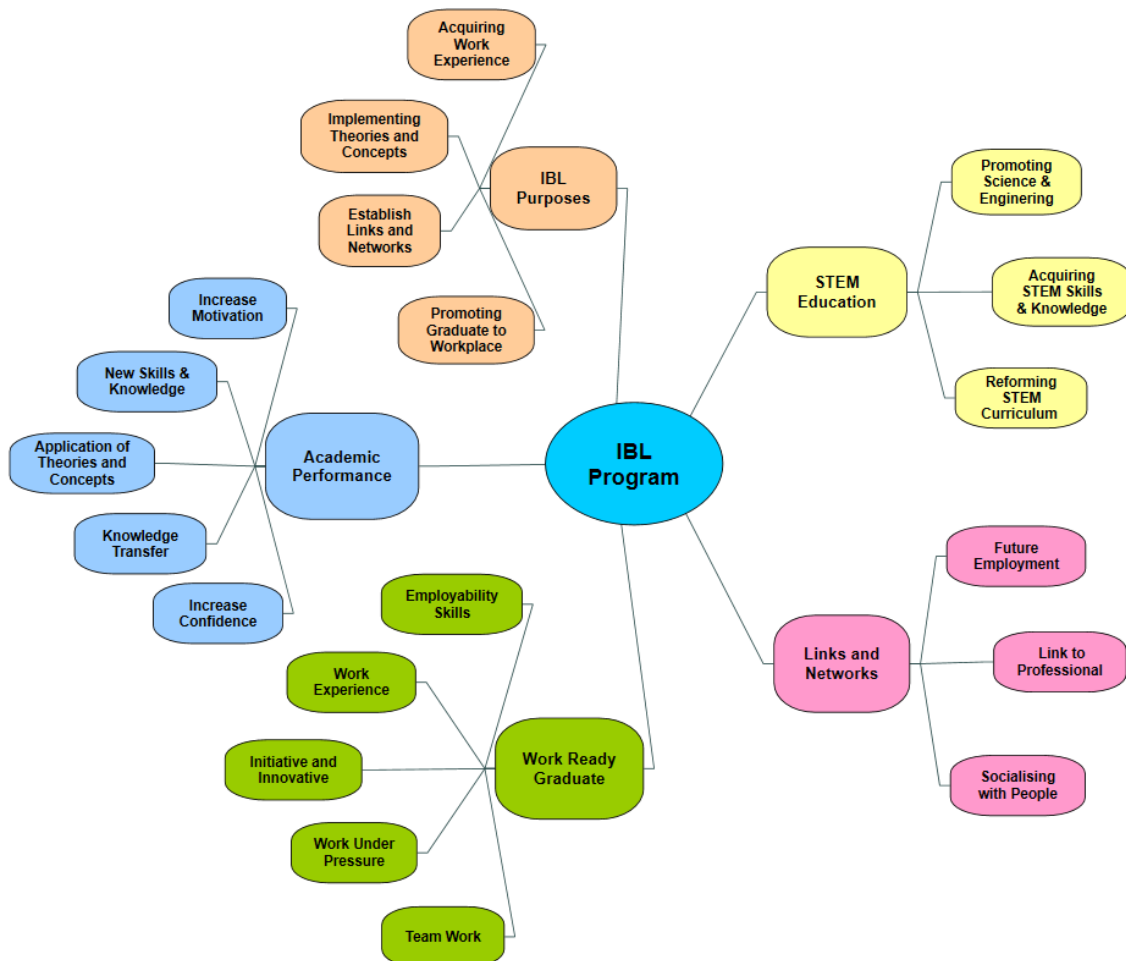 Acquiring
Work
Experience
Implementing
Theories and
Concepts
IBL
Purposes
Establish
Links and
Networks
Promoting
Graduate to
Workplace
Promoting
Science &
Enginering
STEM
Education
Acquiring
STEM Skills
& Knowledge
Reforming
STEM
Curriculum
Increase
Motivation
New Skills &
Knowledge
Application of
Theories and
Concepts
Academic
Performance
Knowledge
Transfer
Increase
Confidence
IBL
Program
Future
Employment
Links and
Networks
Link to
Professional
Socialising
with People
Employability
Skills
Work
Experience
Initiative and
Innovative
Work Ready
Graduate
Work Under
Pressure
Team Work